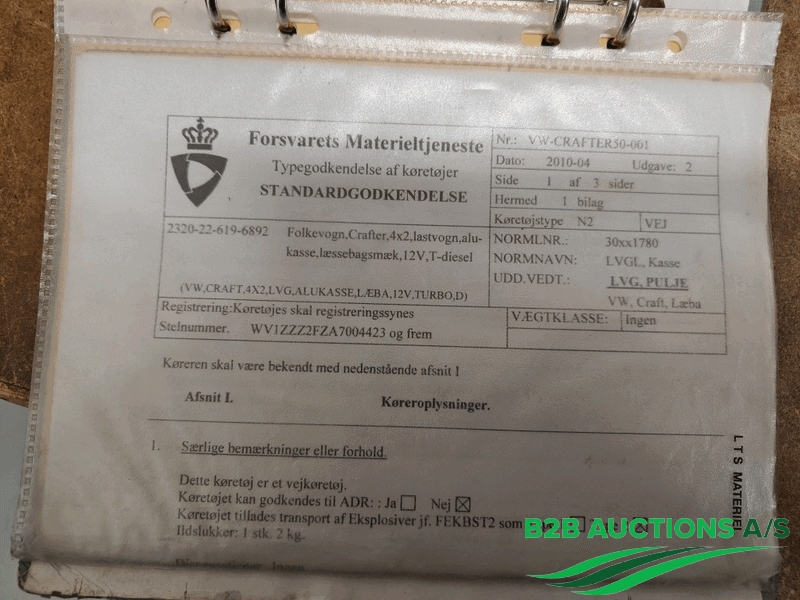 Forsvarets Materieltjeneste
Typegodkendelse af køretøjer
STANDARDGODKENDELSE
Nr.: VW-CRAFTER50-001
Dato: 2010-04 Udgave: 2
Side 1 af 3 sider
Hermed 1 bilag
Køretøjstype N2 VEJ
2320-22-619-6892 Folkevogn,Crafter,4x2,lastvogn,alu-
kasse,læssebagsmæk,12V,T-diesel
(VW,CRAFT,4X2,LVG,ALUKASSE,LÆBA,12V,TURBO,D)
NORMLNR.: 30xx1780
NORMNAVN: LVGL, Kasse
UDD.VEDT.: LVG, PULJE
VW, Craft, Læba
Registrering:Køretøjes skal registreringssynes
Stelnummer. WV1ZZZ2FZA7004423 og frem
VÆGTKLASSE: Ingen
Køreren skal være bekendt med nedenstående afsnit I
Afsnit I. Køreroplysninger.
1. Særlige bemærkninger eller forhold.
Dette køretøj er et vejkøretøj.
Køretøjet kan godkendes til ADR: : Ja Nej
Køretøjet tillades transport af Eksplosiver jf. FEKBST2 som
Ildslukker: 1 stk. 2 kg.
LTS MATERIEL
B2B AUCTIONS A/S